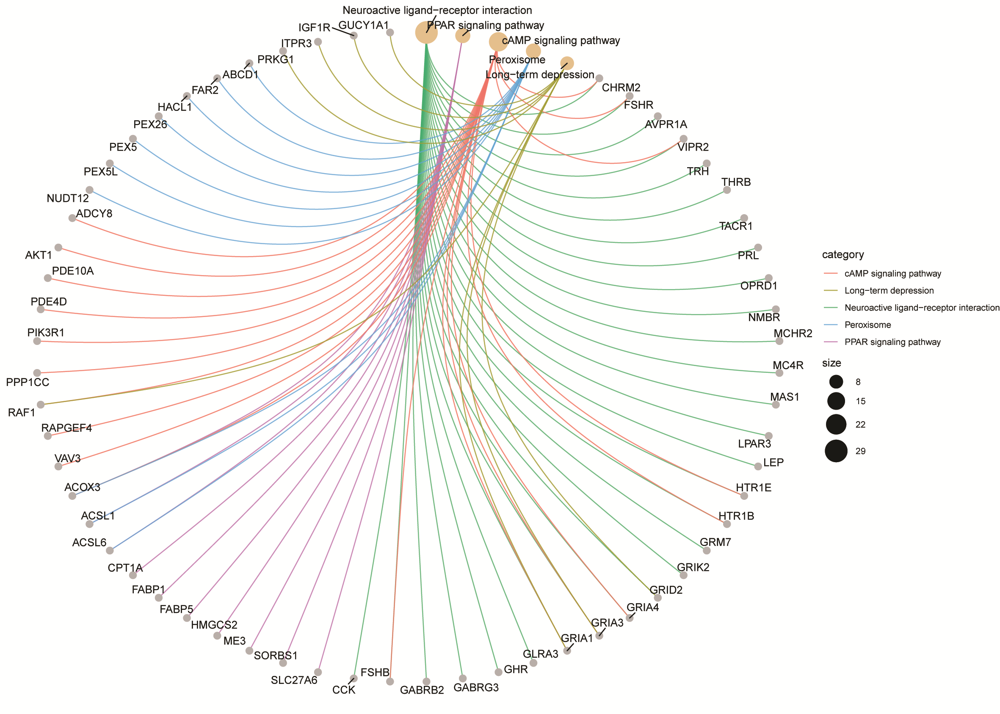 Neuroactive ligand−receptor interaction
PPAR signaling pathway
cAMP signaling pathway
Peroxisome
Long−term depression
CHRM2
FSHR
AVPR1A
VIPR2
TRH
THRB
TACR1
PRL
OPRD1
NMBR
MCHR2
MC4R
MAS1
LPAR3
LEP
HTR1E
HTR1B
GRM7
GRIK2
GRID2
GRIA4
GRIA3
GRIA1
GLRA3
GHR
GABRG3
GABRB2
FSHB
CCK
SLC27A6
SORBS1
ME3
HMGCS2
FABP5
FABP1
CPT1A
ACSL6
ACSL1
ACOX3
VAV3
RAPGEF4
RAF1
PPP1CC
PIK3R1
PDE4D
PDE10A
AKT1
ADCY8
NUDT12
PEX5L
PEX5
PEX26
HACL1
FAR2
ABCD1
PRKG1
ITPR3
IGF1R
GUCY1A1
category
cAMP signaling pathway
Long−term depression
Neuroactive ligand−receptor interaction
Peroxisome
PPAR signaling pathway
size
8
15
22
29